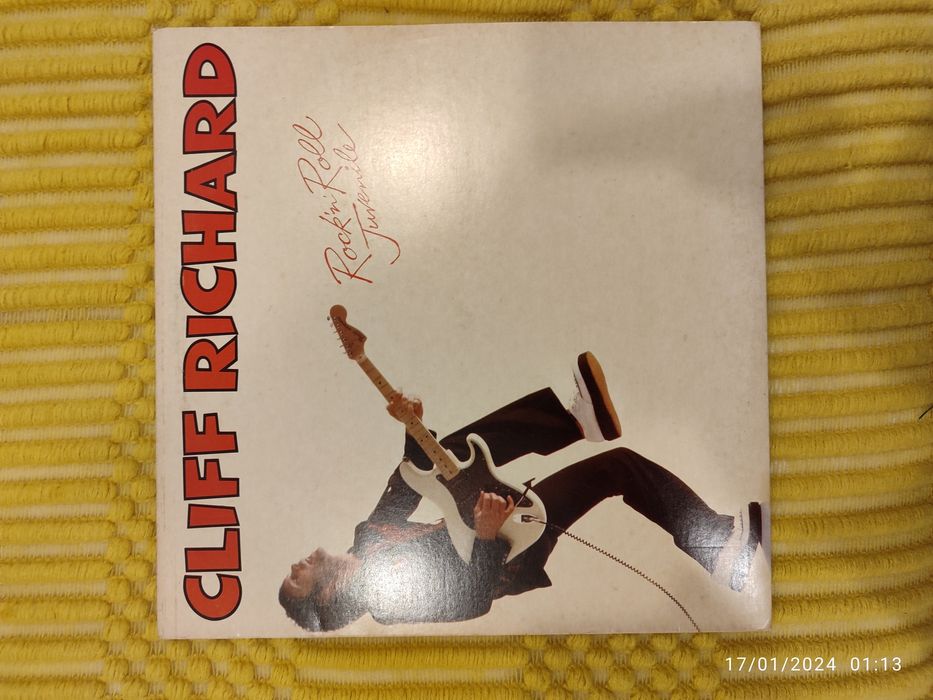 CLIFF RICHARD
Rock'n'Roll
Juvenile
17/01/2024 01:13